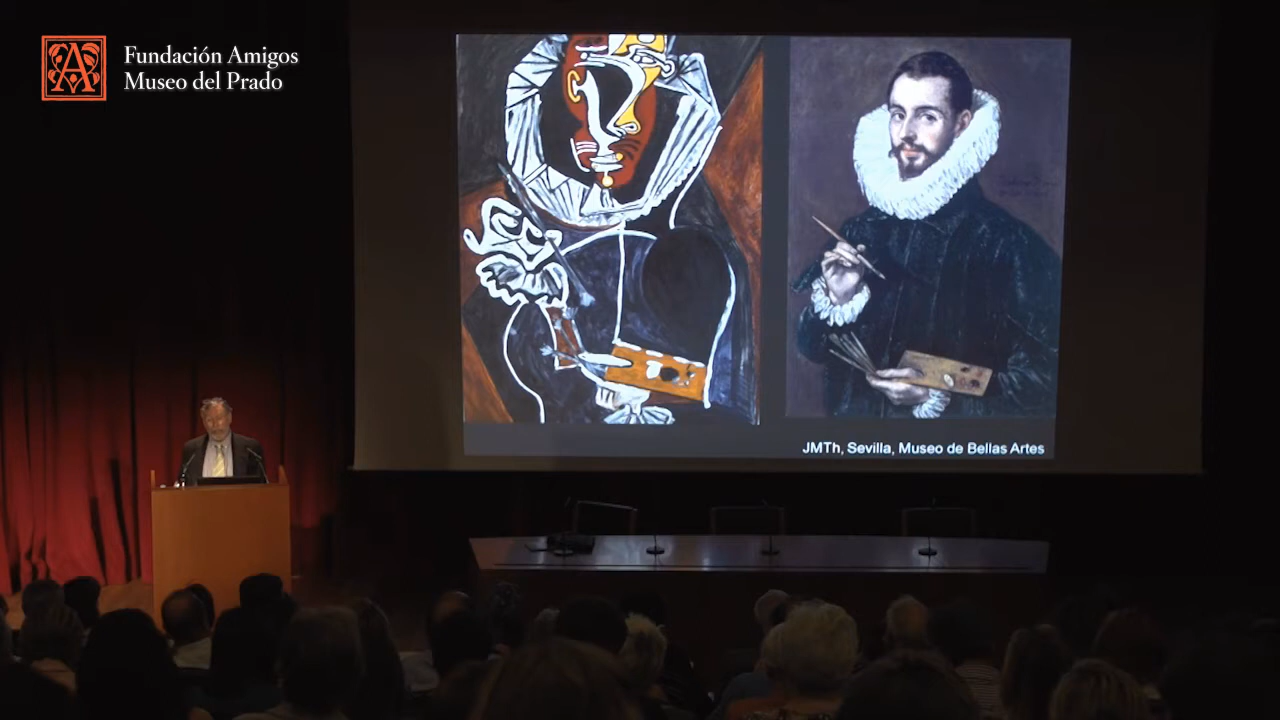 Fundación Amigos
Museo del Prado
JMTh, Sevilla, Museo de Bellas Artes